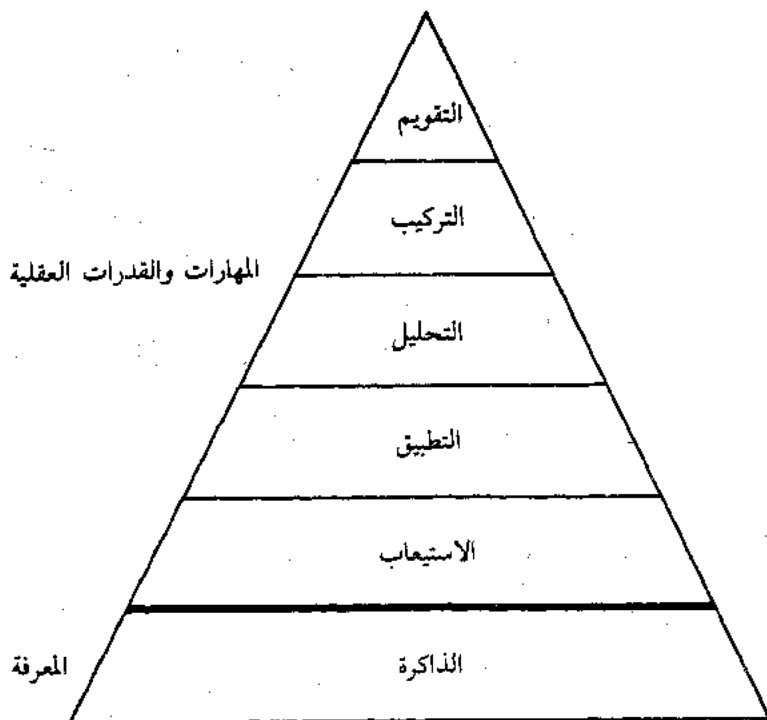 التقويم
التركيب
المهارات والقدرات العقلية
التحليل
التطبيق
الاستيعاب
الذاكرة
المعرفة